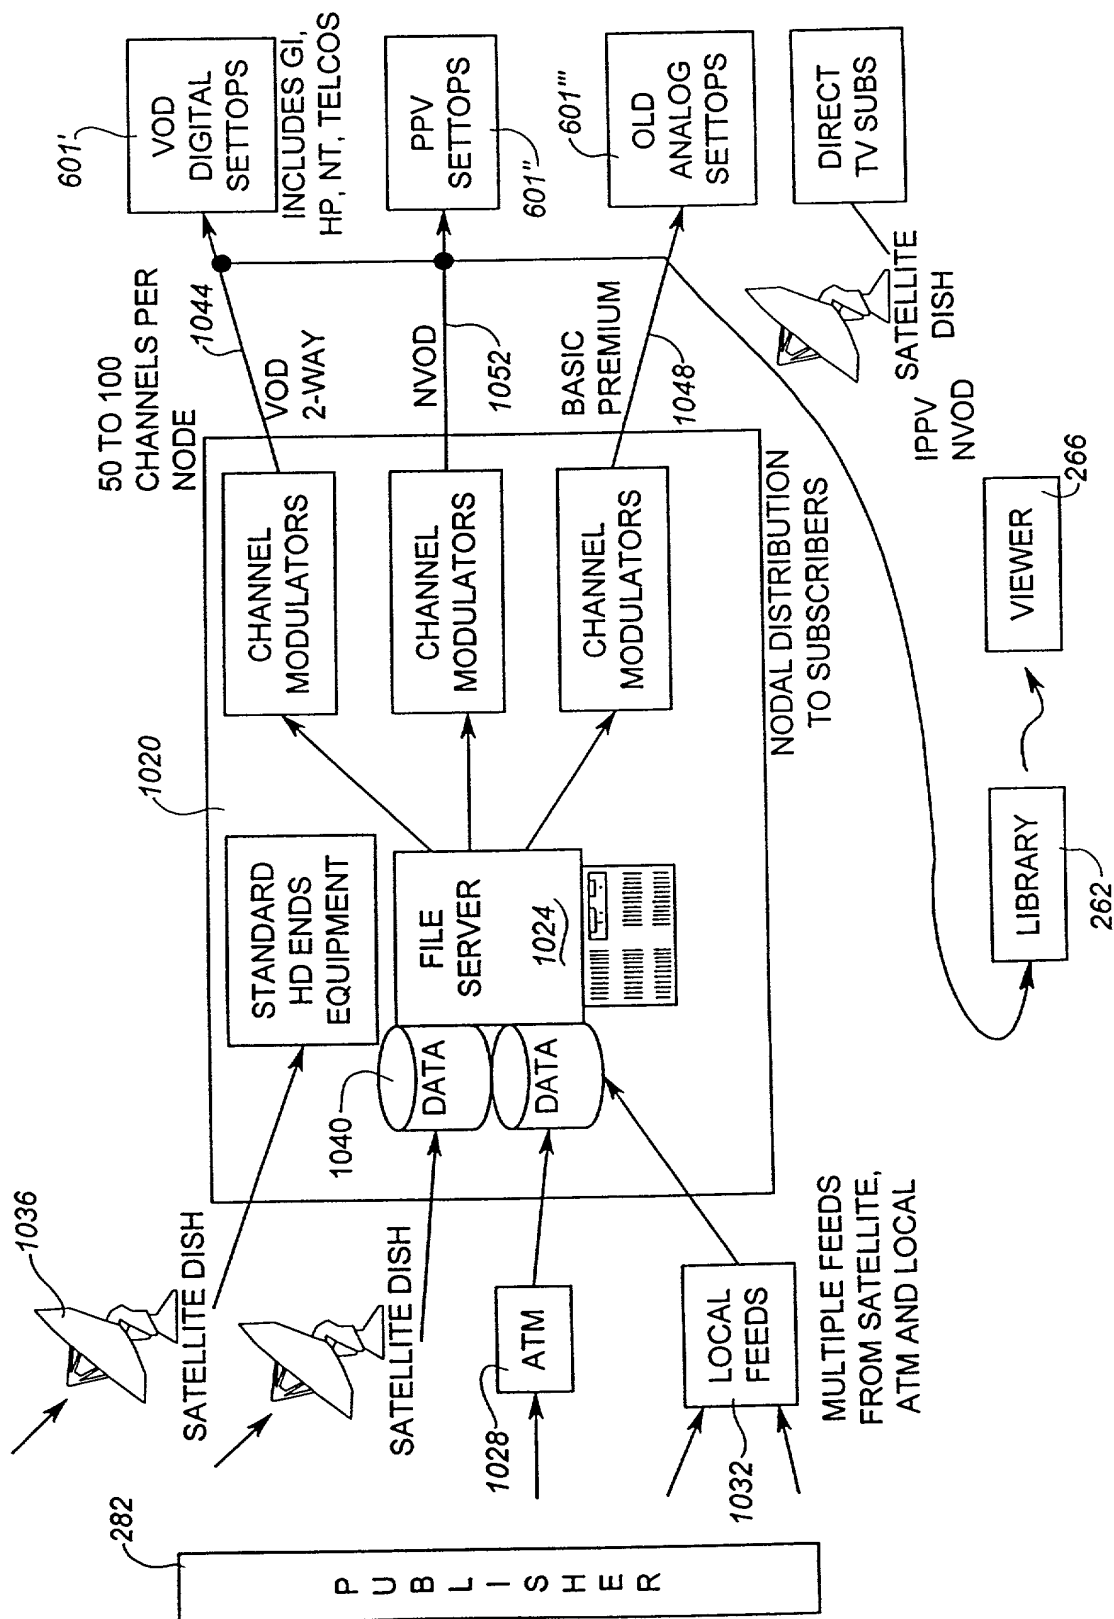 282
PUBLISHER
1036
SATELLITE DISH
SATELLITE DISH
1028
ATM
1032
LOCAL
FEEDS
MULTIPLE FEEDS
FROM SATELLITE,
ATM AND LOCAL
1020
STANDARD
HD ENDS
EQUIPMENT
1040
DATA
DATA
FILE
SERVER
1024
CHANNEL
MODULATORS
CHANNEL
MODULATORS
CHANNEL
MODULATORS
NODAL DISTRIBUTION
TO SUBSCRIBERS
50 TO 100
CHANNELS PER
NODE
1044
VOD
2-WAY
NVOD
1052
BASIC
PREMIUM
1048
601'
VOD
DIGITAL
SETTOPS
INCLUDES GI,
HP, NT, TELCOS
PPV
SETTOPS
601"
601'"
OLD
ANALOG
SETTOPS
DIRECT
TV SUBS
SATELLITE
DISH
IPPV
NVOD
LIBRARY
262
VIEWER
266